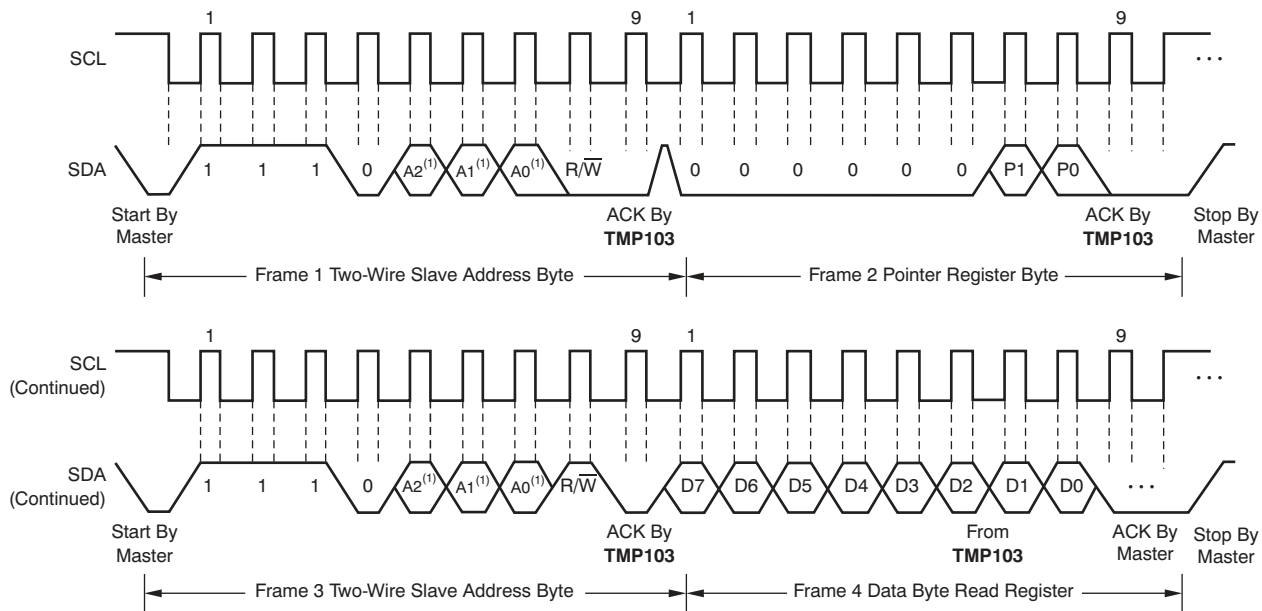 1 9 1 9
SCL
...
SDA 1 1 1 0 A2(1) A1(1) A0(1) R/W̅ 0 0 0 0 0 0 P1 P0
Start By
Master
ACK By
TMP103
ACK By
TMP103
Stop By
Master
Frame 1 Two-Wire Slave Address Byte
Frame 2 Pointer Register Byte
1 9 1 9
SCL
(Continued)
...
SDA
(Continued)
1 1 1 0 A2(1) A1(1) A0(1) R/W̅ D7 D6 D5 D4 D3 D2 D1 D0 ...
Start By
Master
ACK By
TMP103
From
TMP103
ACK By
Master
Stop By
Master
Frame 3 Two-Wire Slave Address Byte
Frame 4 Data Byte Read Register